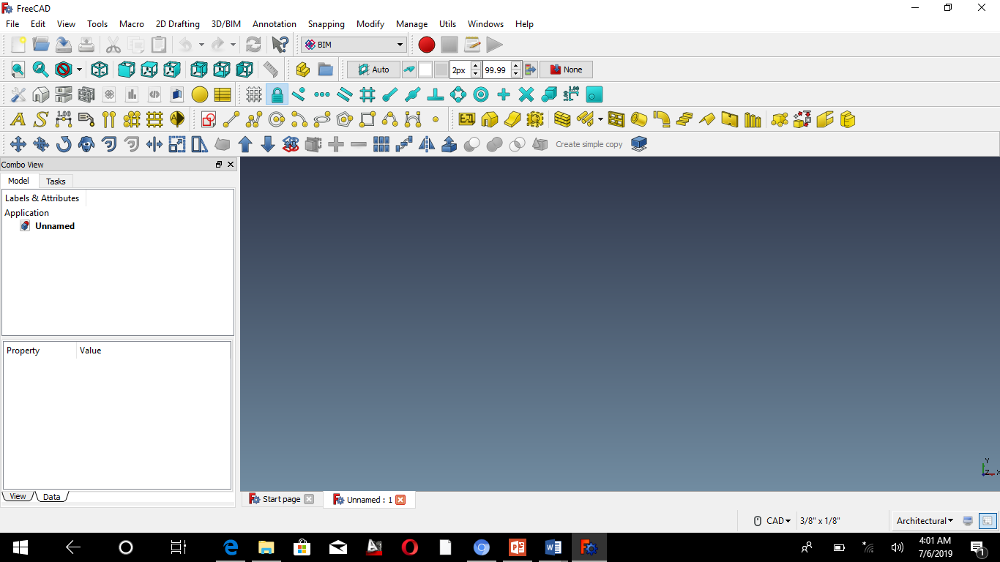 FreeCAD
File Edit View Tools Macro 2D Drafting 3D/BIM Annotation Snapping Modify Manage Utils Windows Help
BIM
Auto 2px 99.99 None
Create simple copy
Combo View
Model Tasks
Labels & Attributes
Application
Unnamed
Property Value
Y
Z X
View Data
Start page Unnamed : 1
CAD 3/8" x 1/8" Architectural
4:01 AM
7/6/2019
1